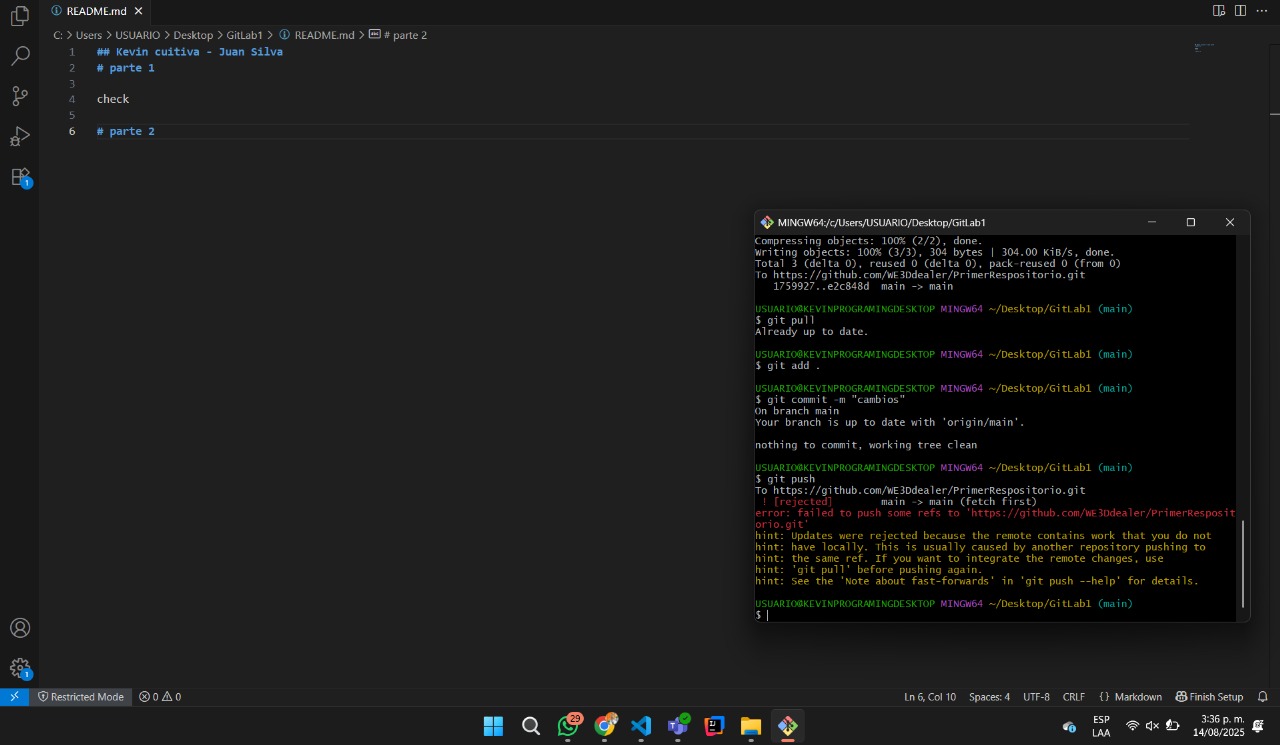 README.md
C: > Users > USUARIO > Desktop > GitLab1 > README.md > # parte 2
1 ## Kevin cuitiva - Juan Silva
2 # parte 1
3
4 check
5
6 # parte 2
1
MINGW64:/c/Users/USUARIO/Desktop/GitLab1
Compressing objects: 100% (2/2), done.
Writing objects: 100% (3/3), 304 bytes | 304.00 KiB/s, done.
Total 3 (delta 0), reused 0 (delta 0), pack-reused 0 (from 0)
To https://github.com/WE3Ddealer/PrimerRespositorio.git
1759927..e2c848d  main -> main
USUARIO@KEVINPROGRAMINGDESKTOP MINGW64 ~/Desktop/GitLab1 (main)
$ git pull
Already up to date.
USUARIO@KEVINPROGRAMINGDESKTOP MINGW64 ~/Desktop/GitLab1 (main)
$ git add .
USUARIO@KEVINPROGRAMINGDESKTOP MINGW64 ~/Desktop/GitLab1 (main)
$ git commit -m "cambios"
On branch main
Your branch is up to date with 'origin/main'.
nothing to commit, working tree clean
USUARIO@KEVINPROGRAMINGDESKTOP MINGW64 ~/Desktop/GitLab1 (main)
$ git push
To https://github.com/WE3Ddealer/PrimerRespositorio.git
! [rejected]        main -> main (fetch first)
error: failed to push some refs to 'https://github.com/WE3Ddealer/PrimerResposit
orio.git'
hint: Updates were rejected because the remote contains work that you do not
hint: have locally. This is usually caused by another repository pushing to
hint: the same ref. If you want to integrate the remote changes, use
hint: 'git pull' before pushing again.
hint: See the 'Note about fast-forwards' in 'git push --help' for details.
USUARIO@KEVINPROGRAMINGDESKTOP MINGW64 ~/Desktop/GitLab1 (main)
$
1
Restricted Mode 0 0 Ln 6, Col 10 Spaces: 4 UTF-8 CRLF {} Markdown Finish Setup
29
ESP
LAA
3:36 p. m.
14/08/2025